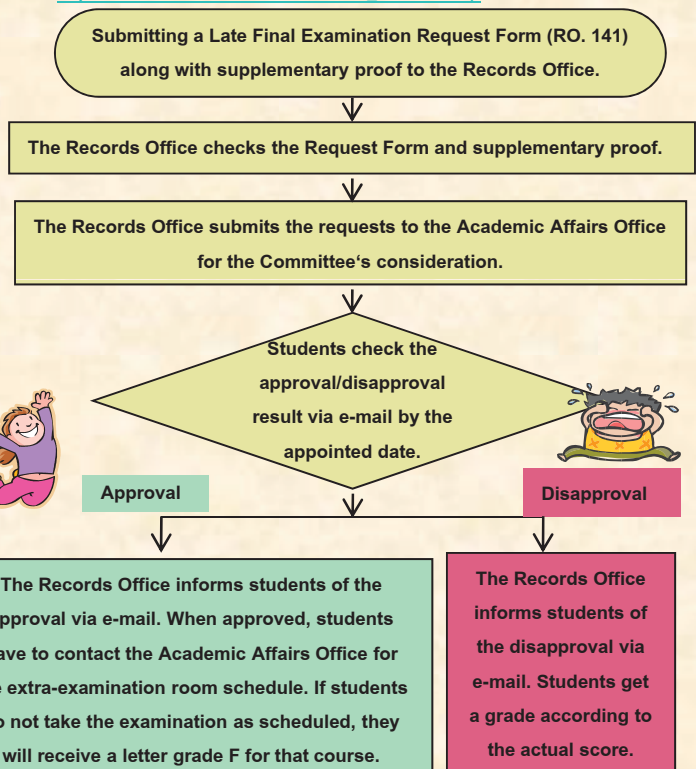 Submitting a Late Final Examination Request Form (RO. 141)
along with supplementary proof to the Records Office.
The Records Office checks the Request Form and supplementary proof.
The Records Office submits the requests to the Academic Affairs Office
for the Committee‘s consideration.
Students check the
approval/disapproval
result via e-mail by the
appointed date.
Approval
Disapproval
The Records Office informs students of the
pproval via e-mail. When approved, students
ave to contact the Academic Affairs Office for
e extra-examination room schedule. If students
o not take the examination as scheduled, they
will receive a letter grade F for that course.
The Records Office
informs students of
the disapproval via
e-mail. Students get
a grade according to
the actual score.